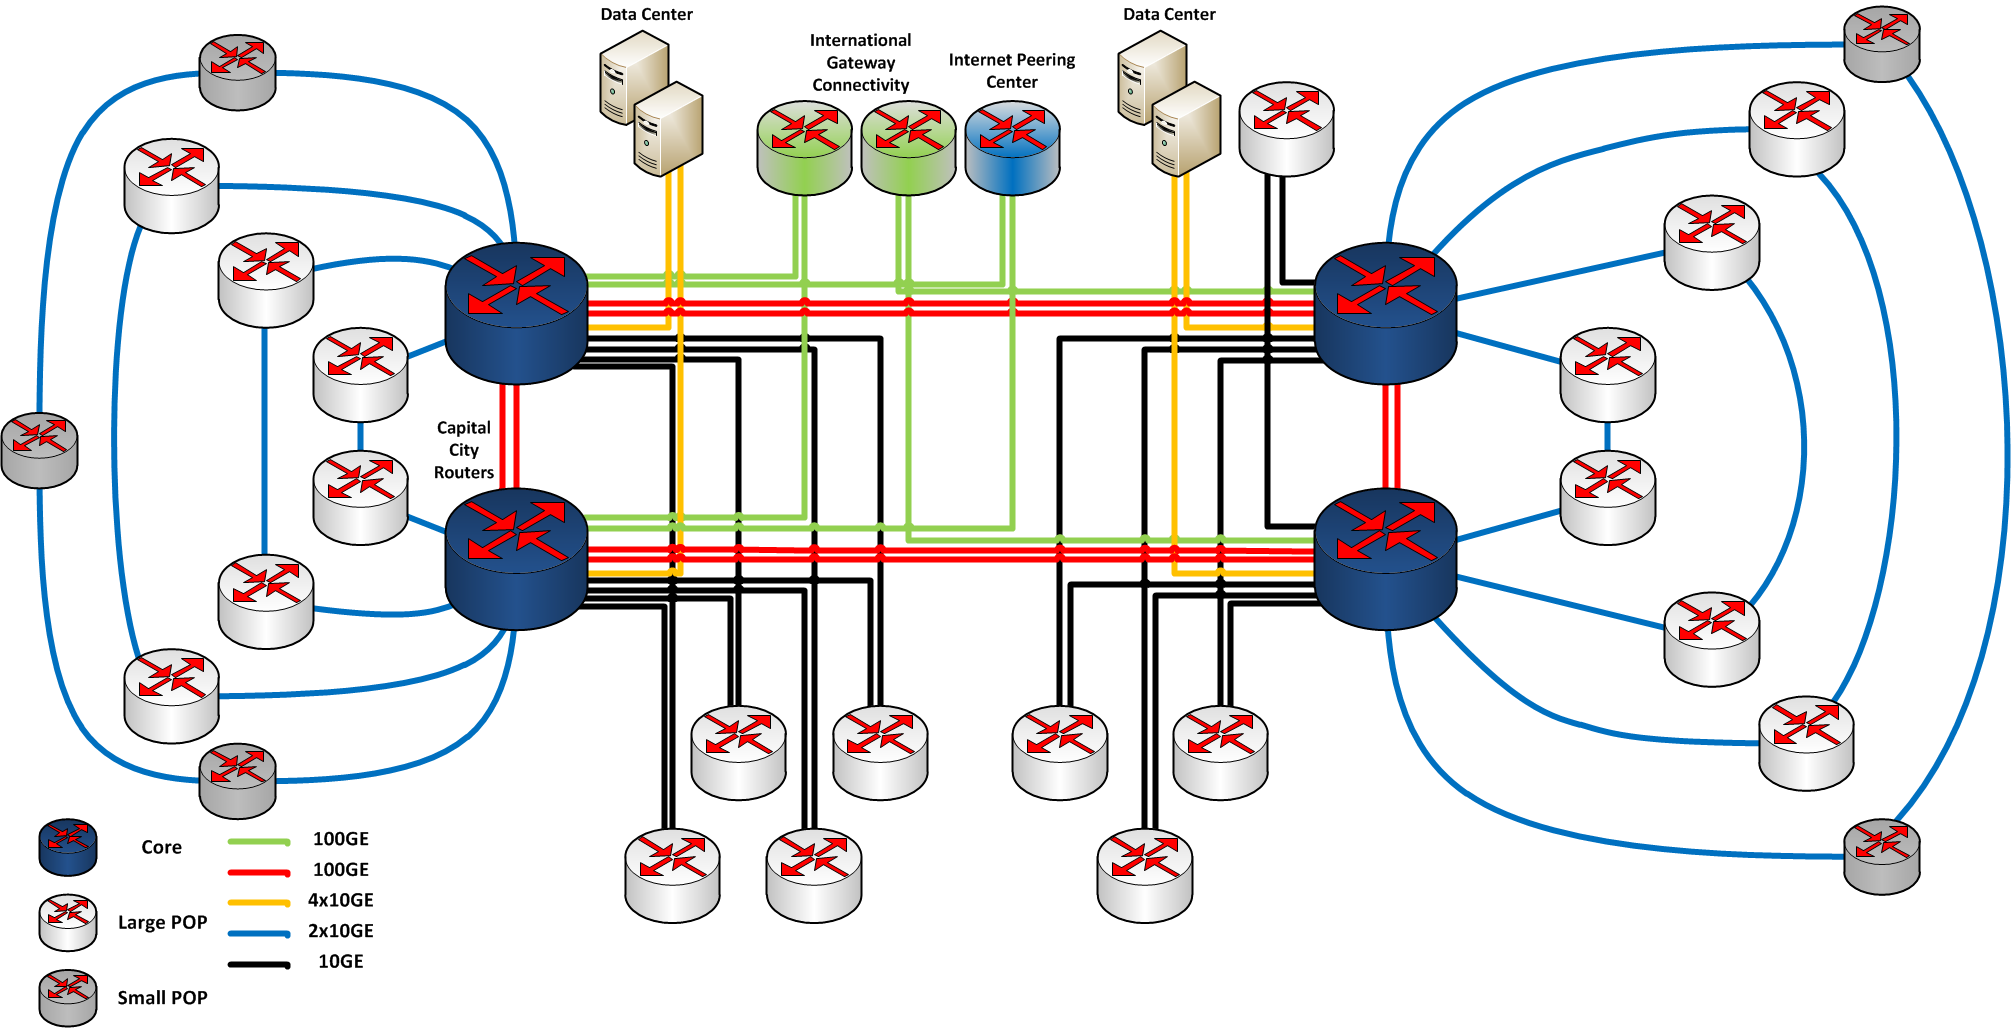 Data Center
International
Gateway
Connectivity
Internet Peering
Center
Data Center
Capital
City
Routers
Core
Large POP
Small POP
100GE
100GE
4x10GE
2x10GE
10GE